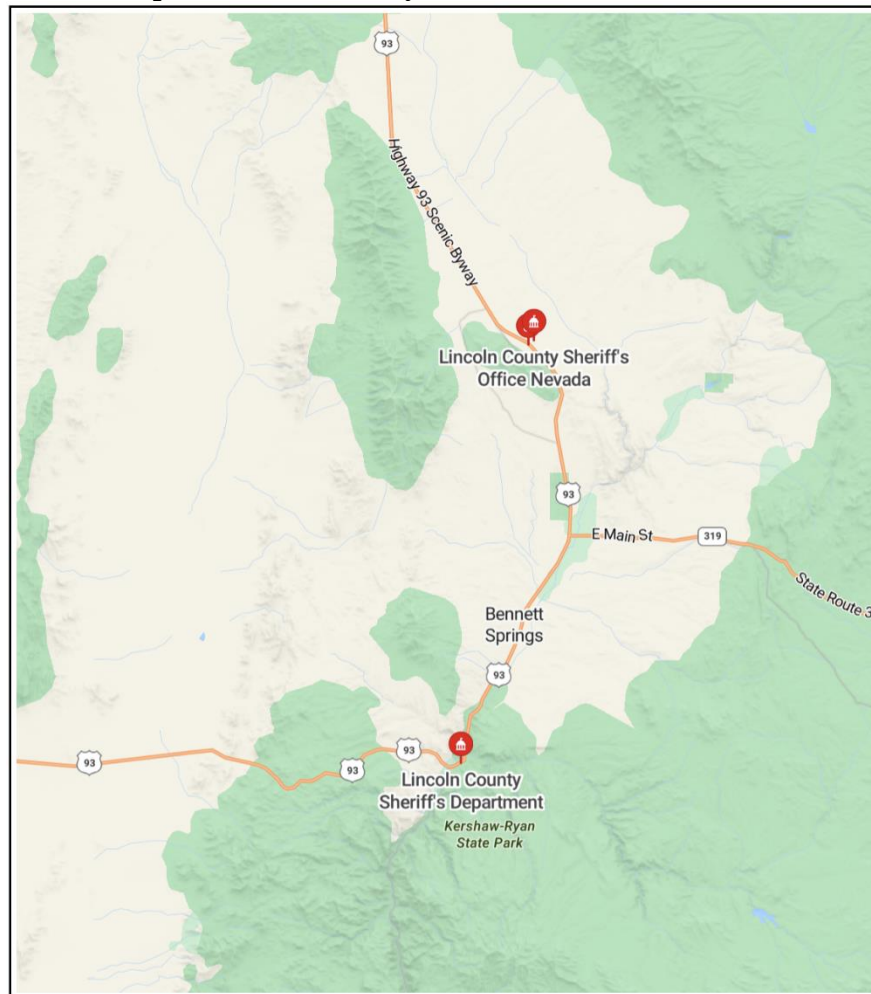 93
Highway 93 Scenic Byway
Lincoln County Sheriff's
Office Nevada
93
E Main St
319
State Route 3
Bennett
Springs
93
93
93
93
Lincoln County
Sheriff's Department
Kershaw-Ryan
State Park